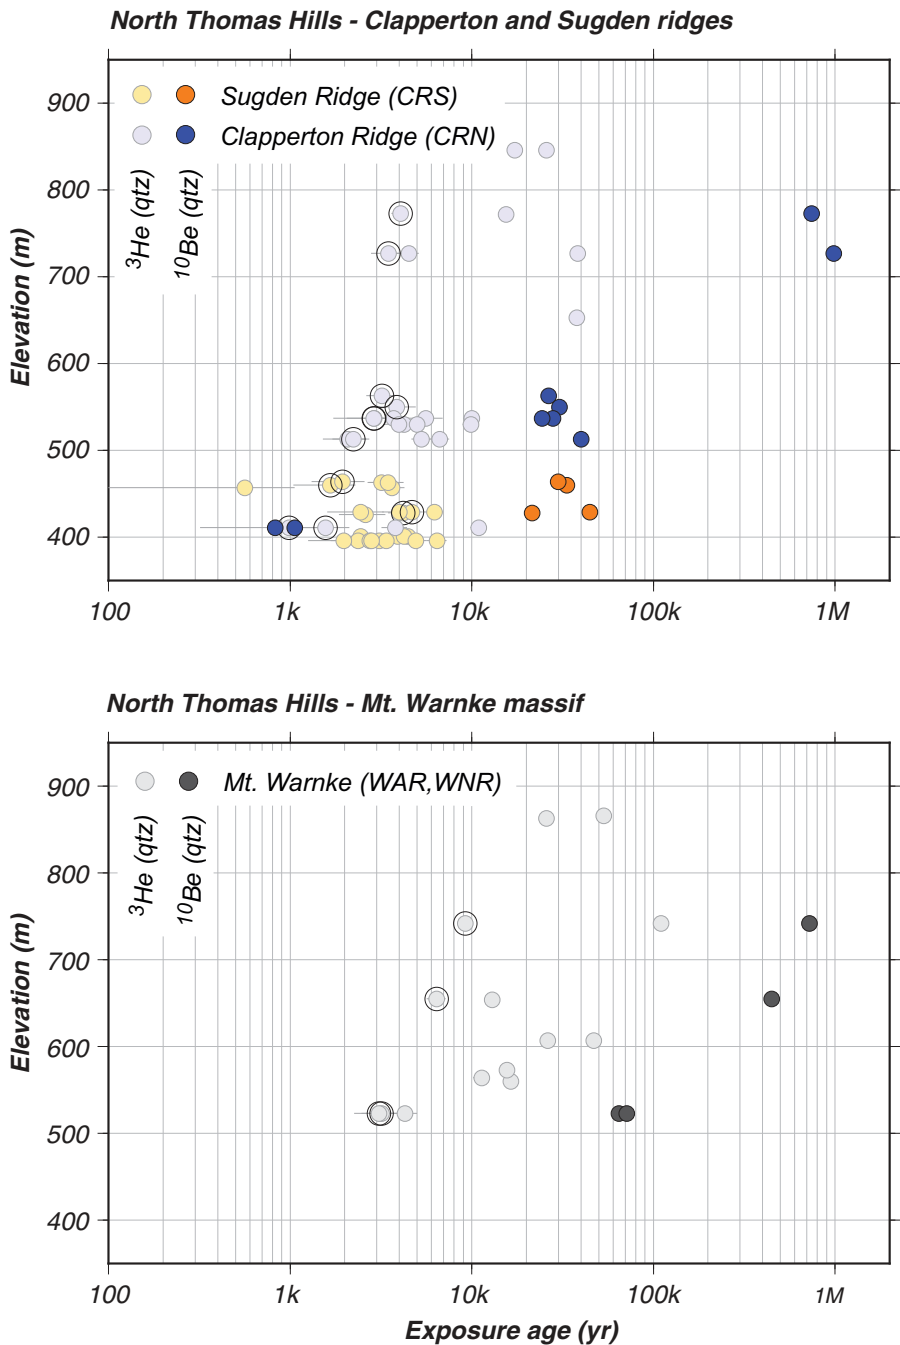 North Thomas Hills - Clapperton and Sugden ridges
Sugden Ridge (CRS)
Clapperton Ridge (CRN)
3He (qtz)
10Be (qtz)
Elevation (m)
900
800
700
600
500
400
100
1k
10k
100k
1M
North Thomas Hills - Mt. Warnke massif
Mt. Warnke (WAR,WNR)
3He (qtz)
10Be (qtz)
Elevation (m)
900
800
700
600
500
400
100
1k
10k
100k
1M
Exposure age (yr)